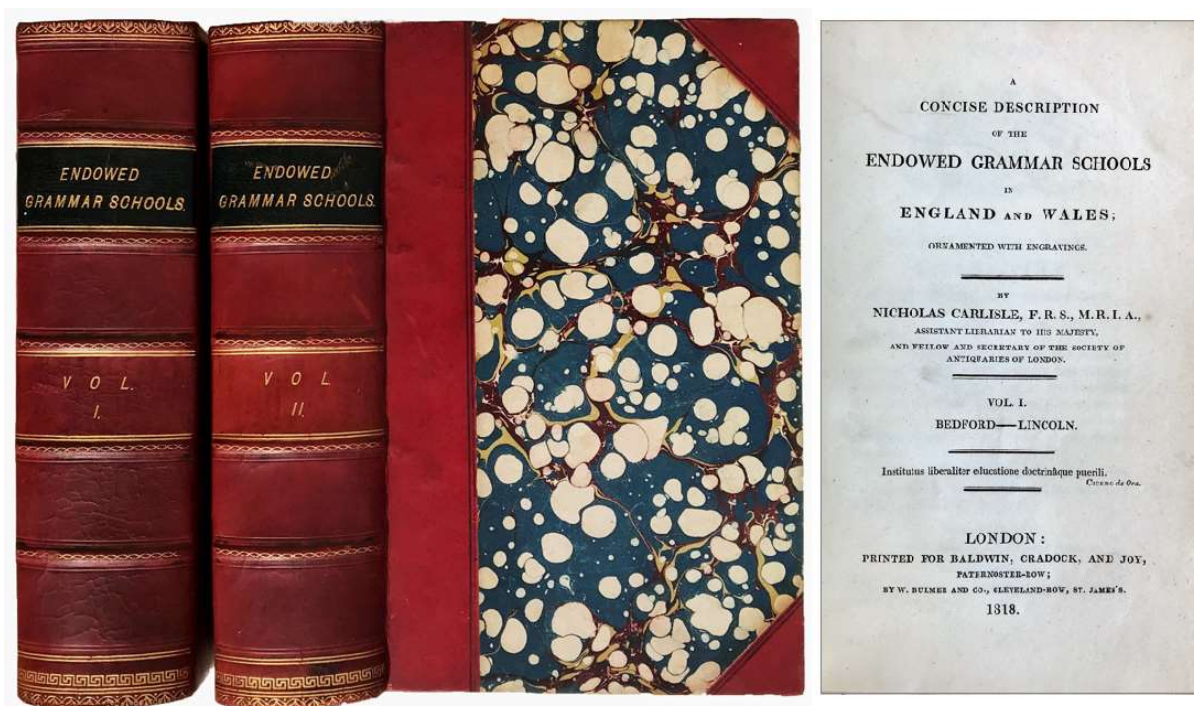 ENDOWED
GRAMMAR SCHOOLS.
VOL.
I.
ENDOWED
GRAMMAR SCHOOLS.
VOL
II.
A
CONCISE DESCRIPTION
OF THE
ENDOWED GRAMMAR SCHOOLS
IN
ENGLAND AND WALES;
ORNAMENTED WITH ENGRAVINGS.
BY
NICHOLAS CARLISLE, F.R.S., M.R.I.A.,
ASSISTANT LIBRARIAN TO HIS MAJESTY,
AND FELLOW AND SECRETARY OF THE SOCIETY OF
ANTIQUARIES OF LONDON.
VOL. I.
BEDFORD—LINCOLN.
Institutus liberaliter educatione doctrinâque puerili.
Cicero de Ora.
LONDON:
PRINTED FOR BALDWIN, CRADOCK, AND JOY,
PATERNOSTER-ROW;
BY W. BULMER AND CO., CLEVELAND-ROW, ST. JAMES'S.
1818.